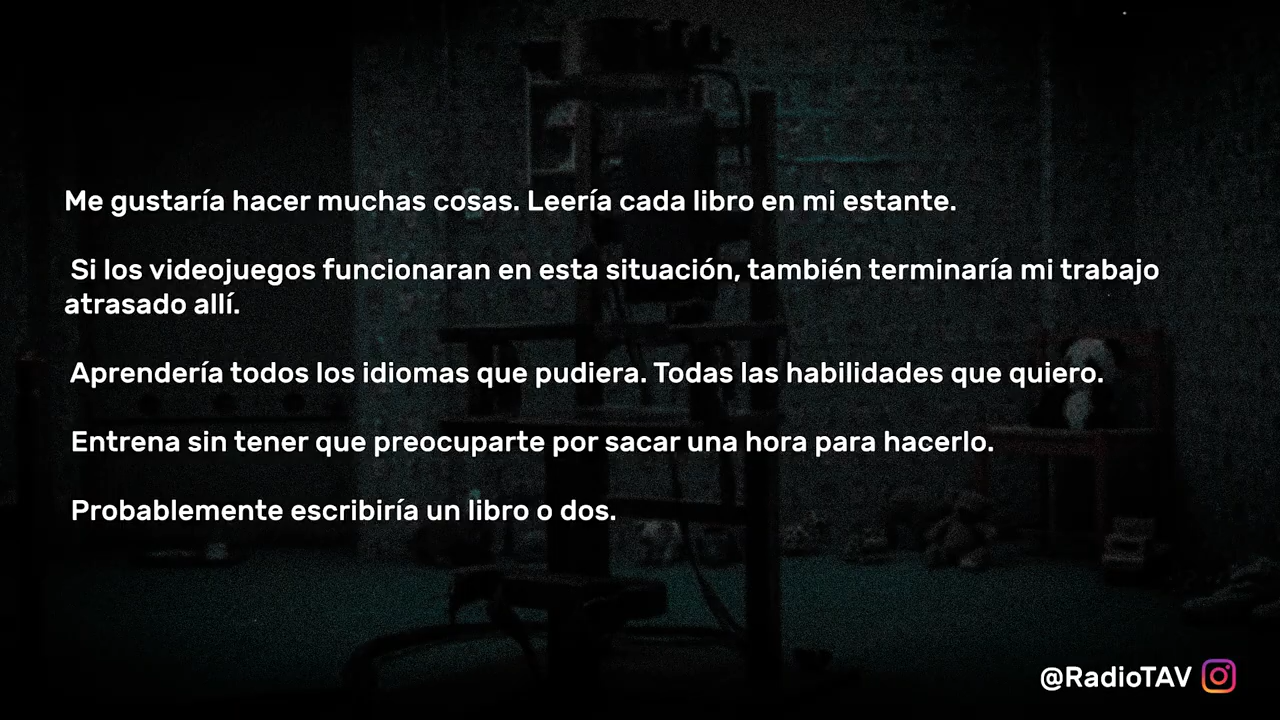 Me gustaría hacer muchas cosas. Leería cada libro en mi estante.
Si los videojuegos funcionaran en esta situación, también terminaría mi trabajo
atrasado allí.
Aprendería todos los idiomas que pudiera. Todas las habilidades que quiero.
Entrena sin tener que preocuparte por sacar una hora para hacerlo.
Probablemente escribiría un libro o dos.
@RadioTAV